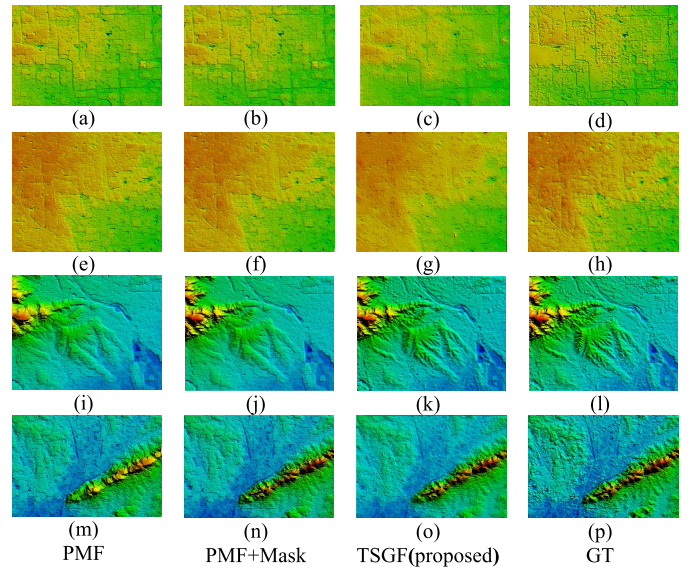 (a) (b) (c) (d)
(e) (f) (g) (h)
(i) (j) (k) (l)
(m) (n) (o) (p)
PMF PMF+Mask TSGF(proposed) GT